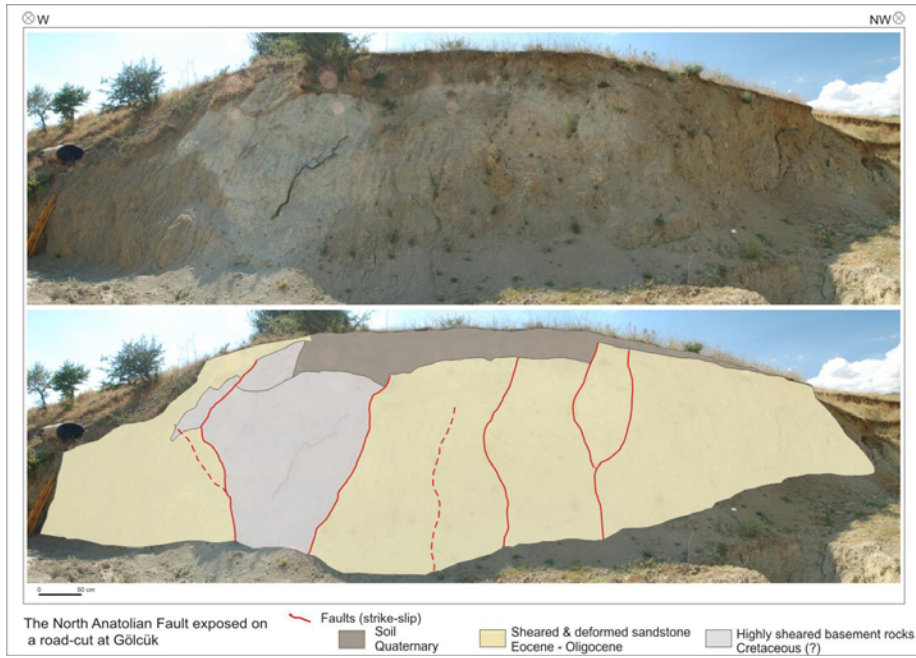 W
NW
0 50 cm
The North Anatolian Fault exposed on
a road-cut at Gölcük
Faults (strike-slip)
Soil
Quaternary
Sheared & deformed sandstone
Eocene - Oligocene
Highly sheared basement rocks
Cretaceous (?)